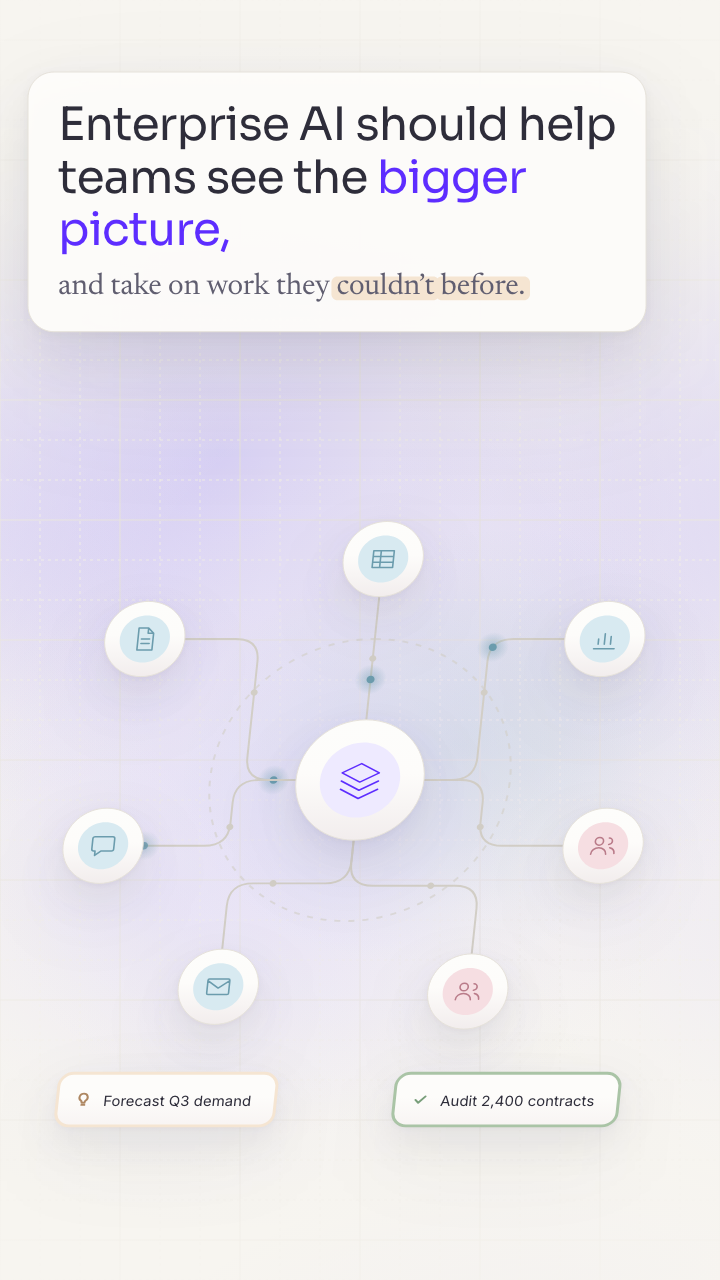 Enterprise AI should help
teams see the bigger
picture,
and take on work they couldn’t before.
Forecast Q3 demand
Audit 2,400 contracts